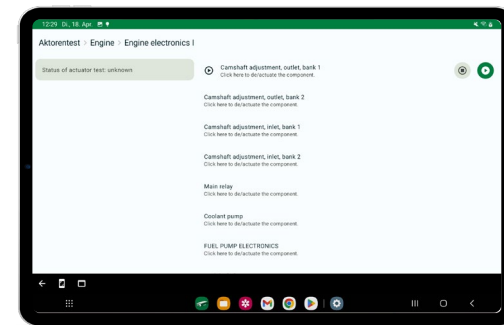 12:29 Di., 18. Apr.
Aktorentest > Engine > Engine electronics I
Status of actuator test: unknown
Camshaft adjustment, outlet, bank 1
Click here to de/actuate the component.
Camshaft adjustment, outlet, bank 2
Click here to de/actuate the component.
Camshaft adjustment, inlet, bank 1
Click here to de/actuate the component.
Camshaft adjustment, inlet, bank 2
Click here to de/actuate the component.
Main relay
Click here to de/actuate the component.
Coolant pump
Click here to de/actuate the component.
FUEL PUMP ELECTRONICS
Click here to de/actuate the component.